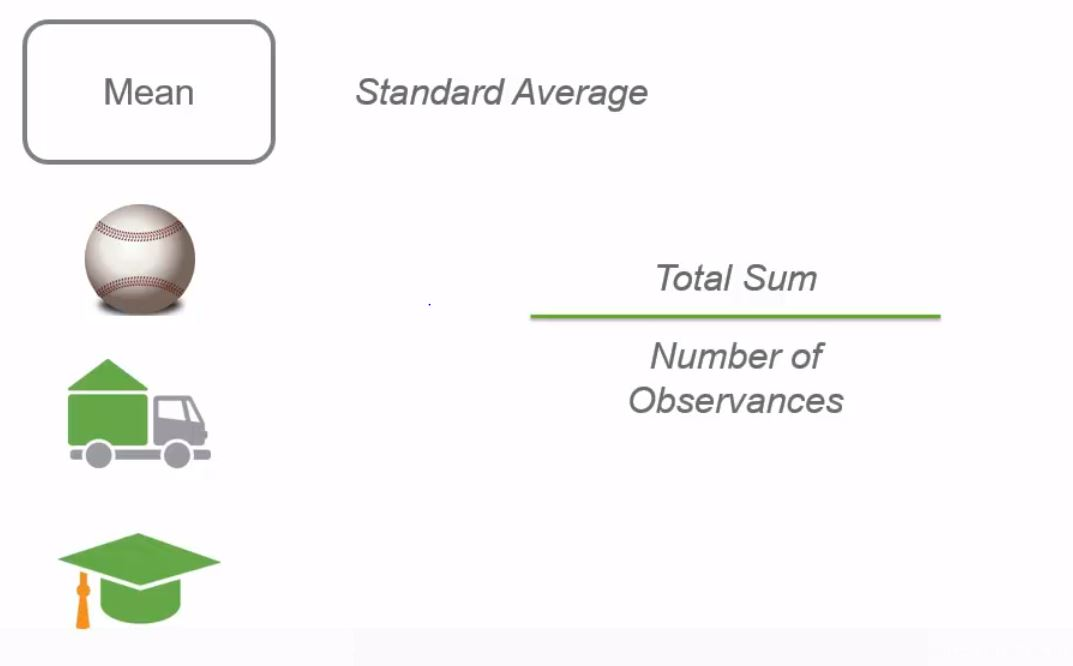 Mean
Standard Average
Total Sum
Number of
Observances